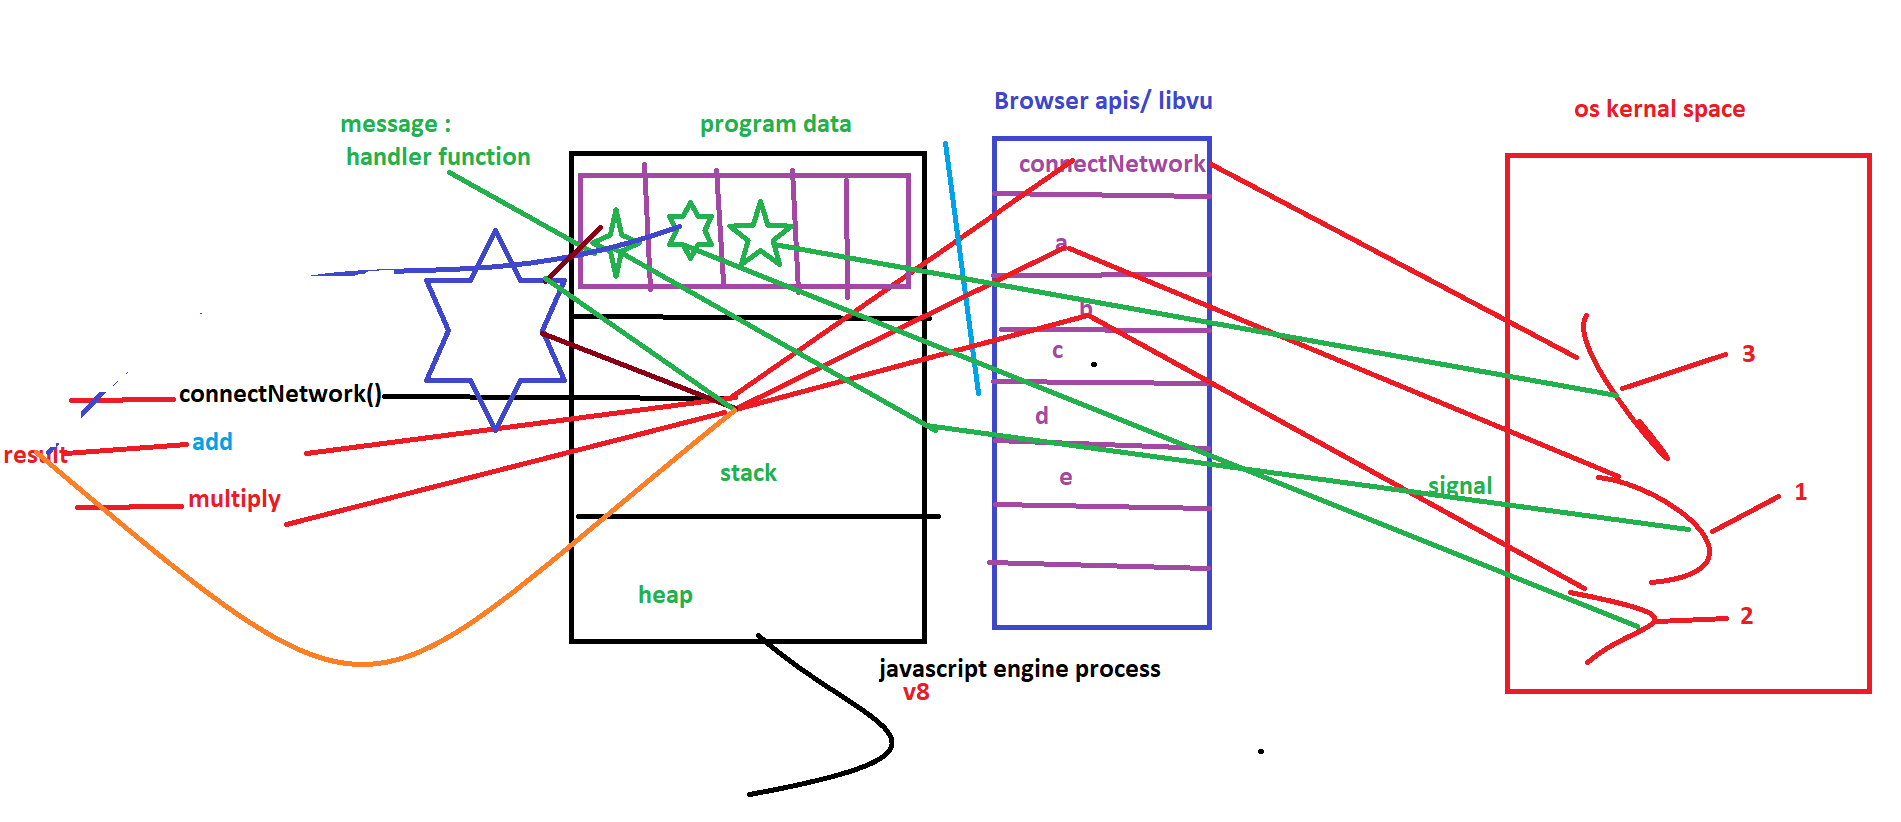 Browser apis/ libvu
os kernal space
message :
handler function
program data
connectNetwork
a
b
c
d
e
3
connectNetwork()
add
result
multiply
stack
signal
1
heap
2
javascript engine process
v8